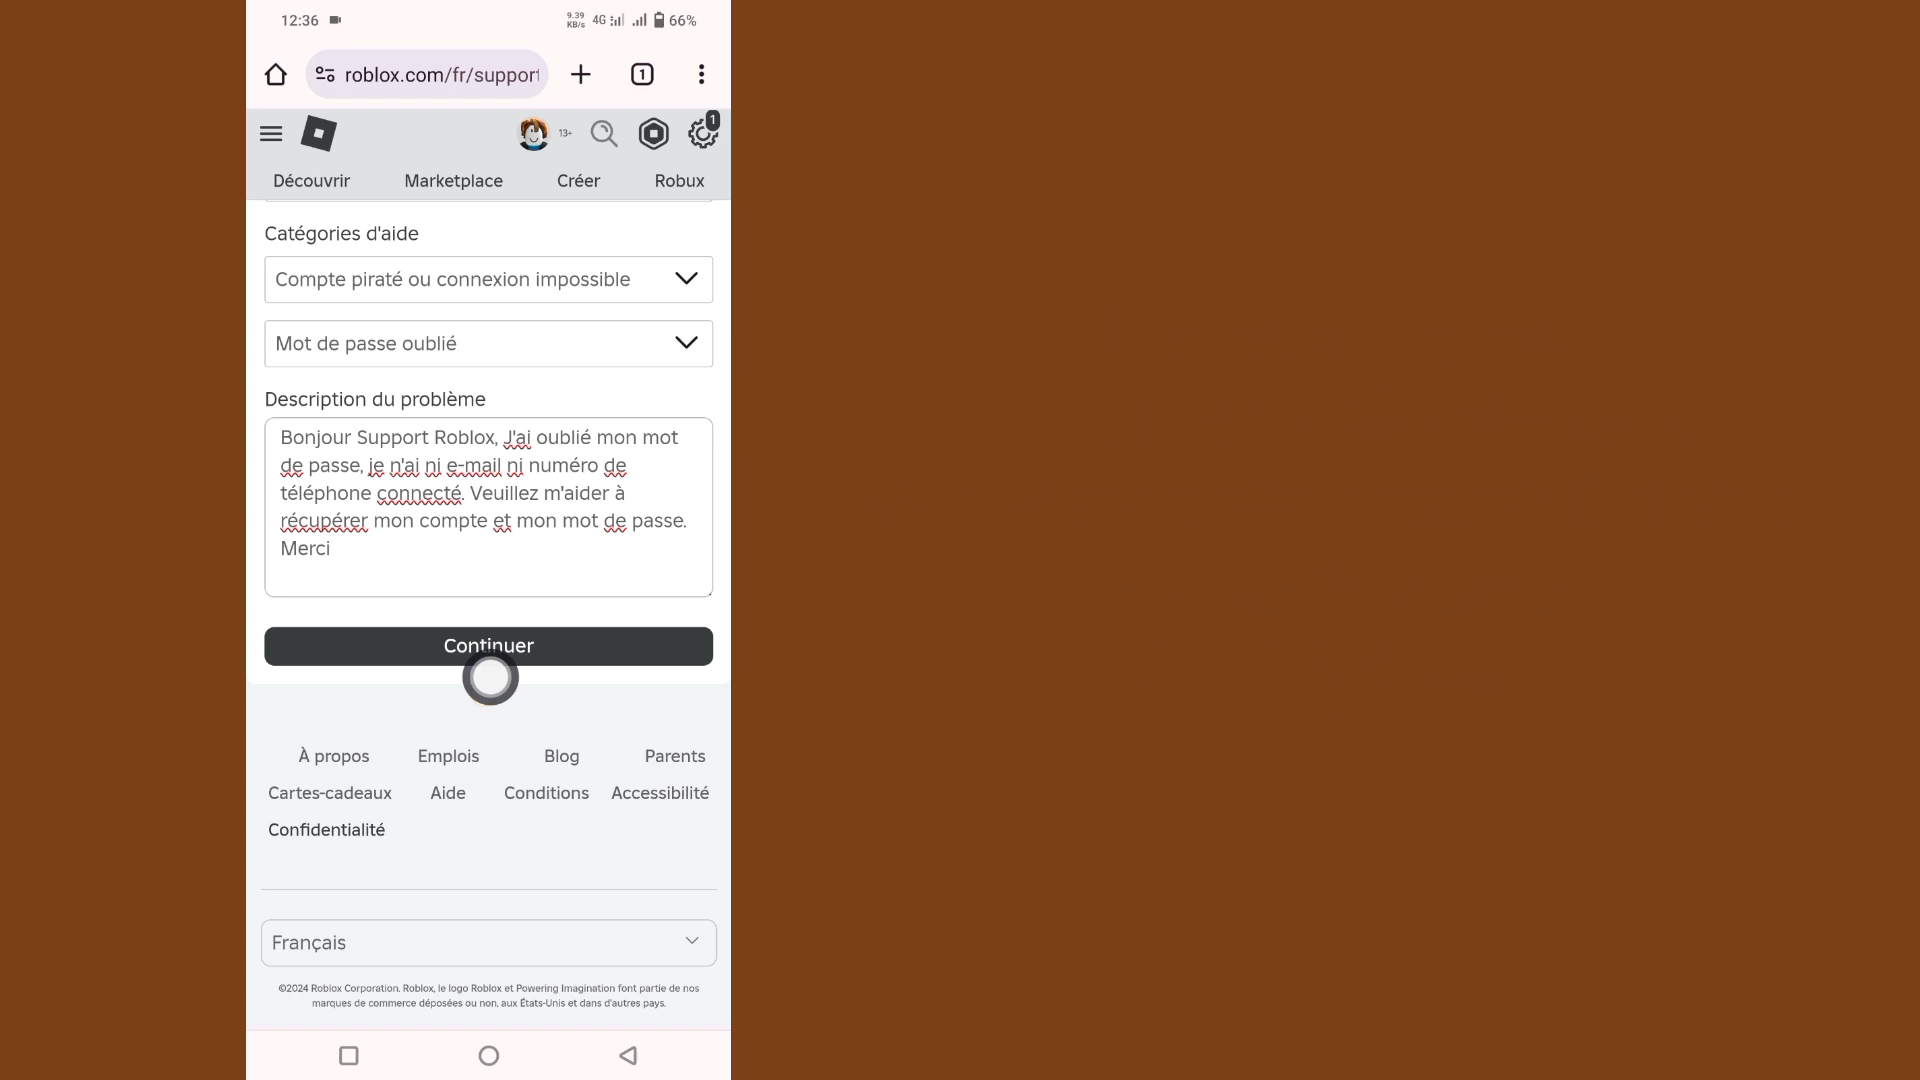 12:36 9.39 KB/s 4G 66%
roblox.com/fr/support 1
13+ 1
Découvrir Marketplace Créer Robux
Catégories d'aide
Compte piraté ou connexion impossible
Mot de passe oublié
Description du problème
Bonjour Support Roblox, J'ai oublié mon mot
de passe, je n'ai ni e-mail ni numéro de
téléphone connecté. Veuillez m'aider à
récupérer mon compte et mon mot de passe.
Merci
Continuer
À propos Emplois Blog Parents
Cartes-cadeaux Aide Conditions Accessibilité
Confidentialité
Français
©2024 Roblox Corporation. Roblox, le logo Roblox et Powering Imagination font partie de nos
marques de commerce déposées ou non, aux États-Unis et dans d'autres pays.